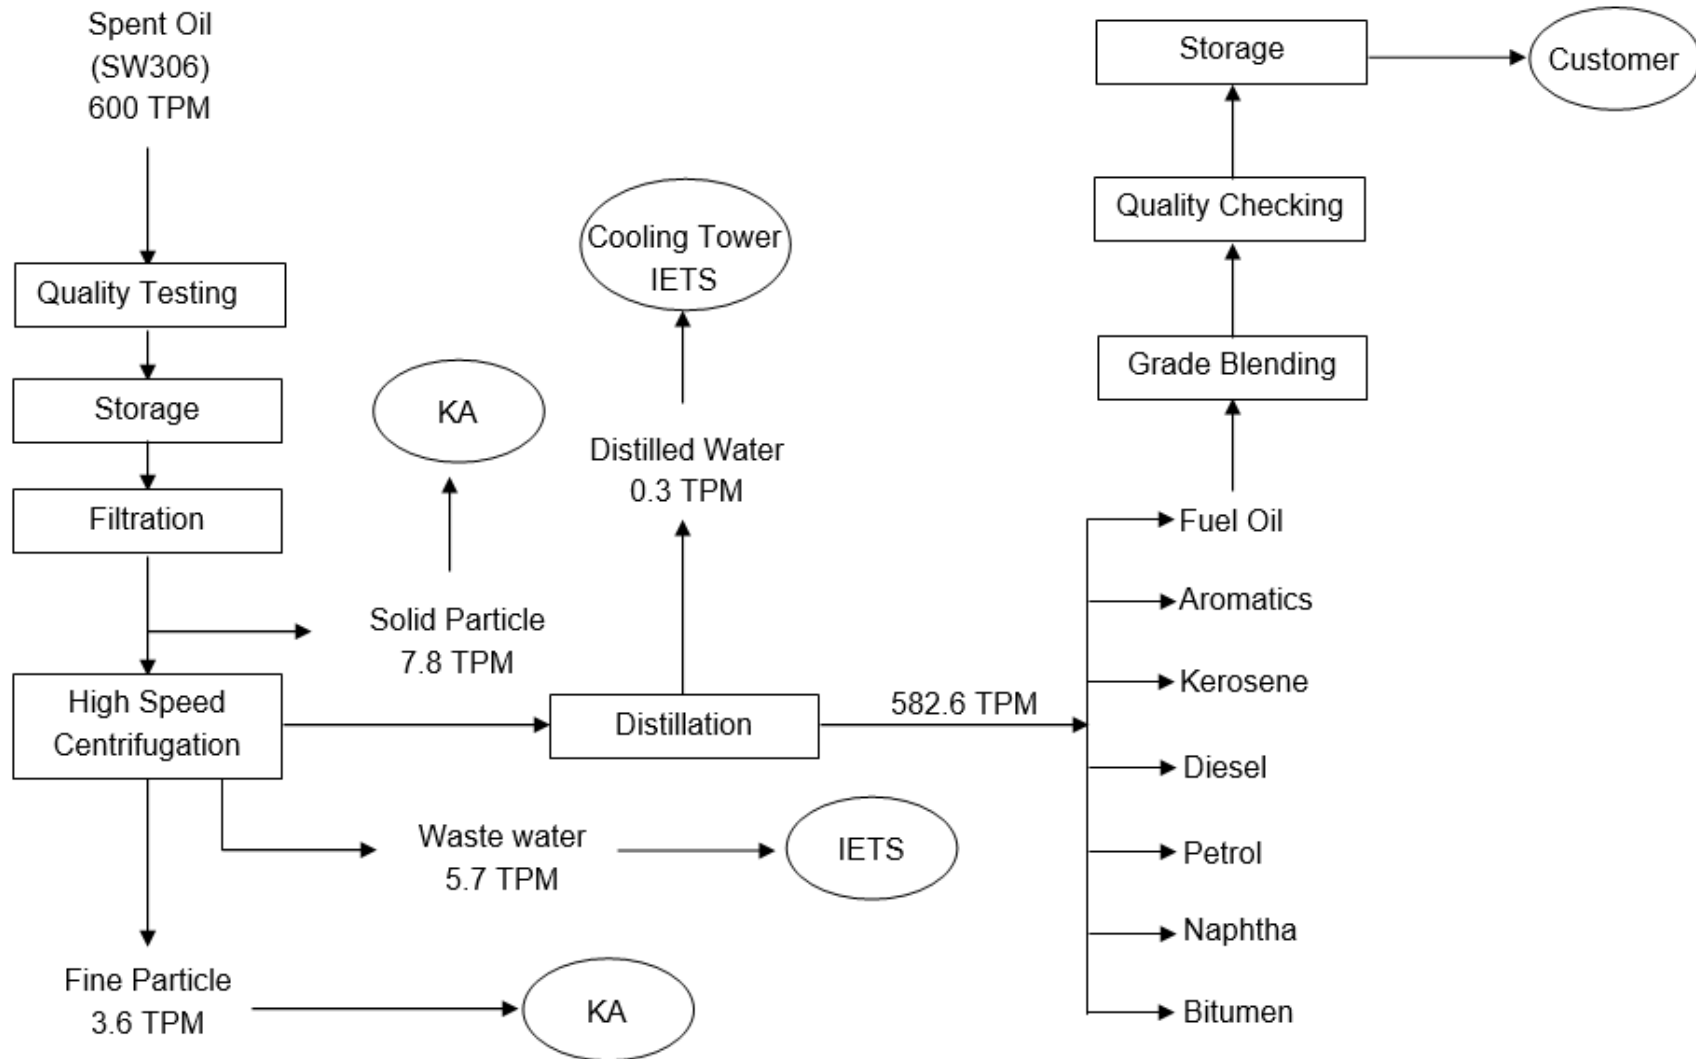 Spent Oil
(SW306)
600 TPM
Quality Testing
Storage
Filtration
Solid Particle
7.8 TPM
KA
High Speed
Centrifugation
Fine Particle
3.6 TPM
KA
Waste water
5.7 TPM
IETS
Distillation
Distilled Water
0.3 TPM
Cooling Tower
IETS
582.6 TPM
Fuel Oil
Aromatics
Kerosene
Diesel
Petrol
Naphtha
Bitumen
Grade Blending
Quality Checking
Storage
Customer